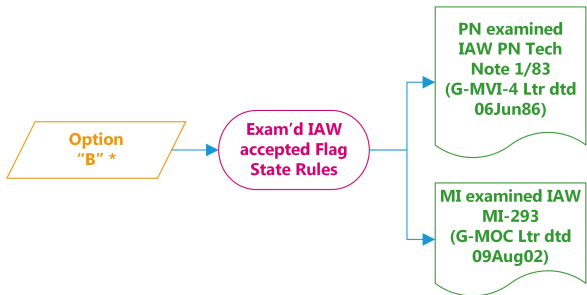 Option
“B” *
Exam’d IAW
accepted Flag
State Rules
PN examined
IAW PN Tech
Note 1/83
(G-MVI-4 Ltr dtd
06Jun86)
MI examined IAW
MI-293
(G-MOC Ltr dtd
09Aug02)